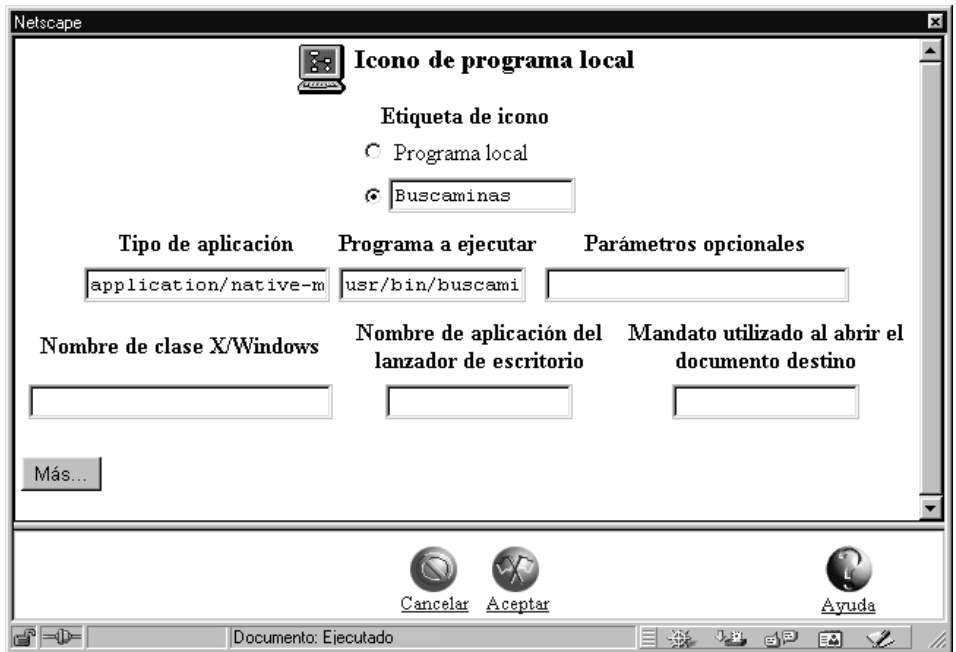 Netscape
Icono de programa local
Etiqueta de icono
Programa local
Buscaminas
Tipo de aplicación Programa a ejecutar Parámetros opcionales
application/native-m usr/bin/buscami
Nombre de clase X/Windows Nombre de aplicación del lanzador de escritorio Mandato utilizado al abrir el documento destino
Más...
Cancelar Aceptar Ayuda
Documento: Ejecutado